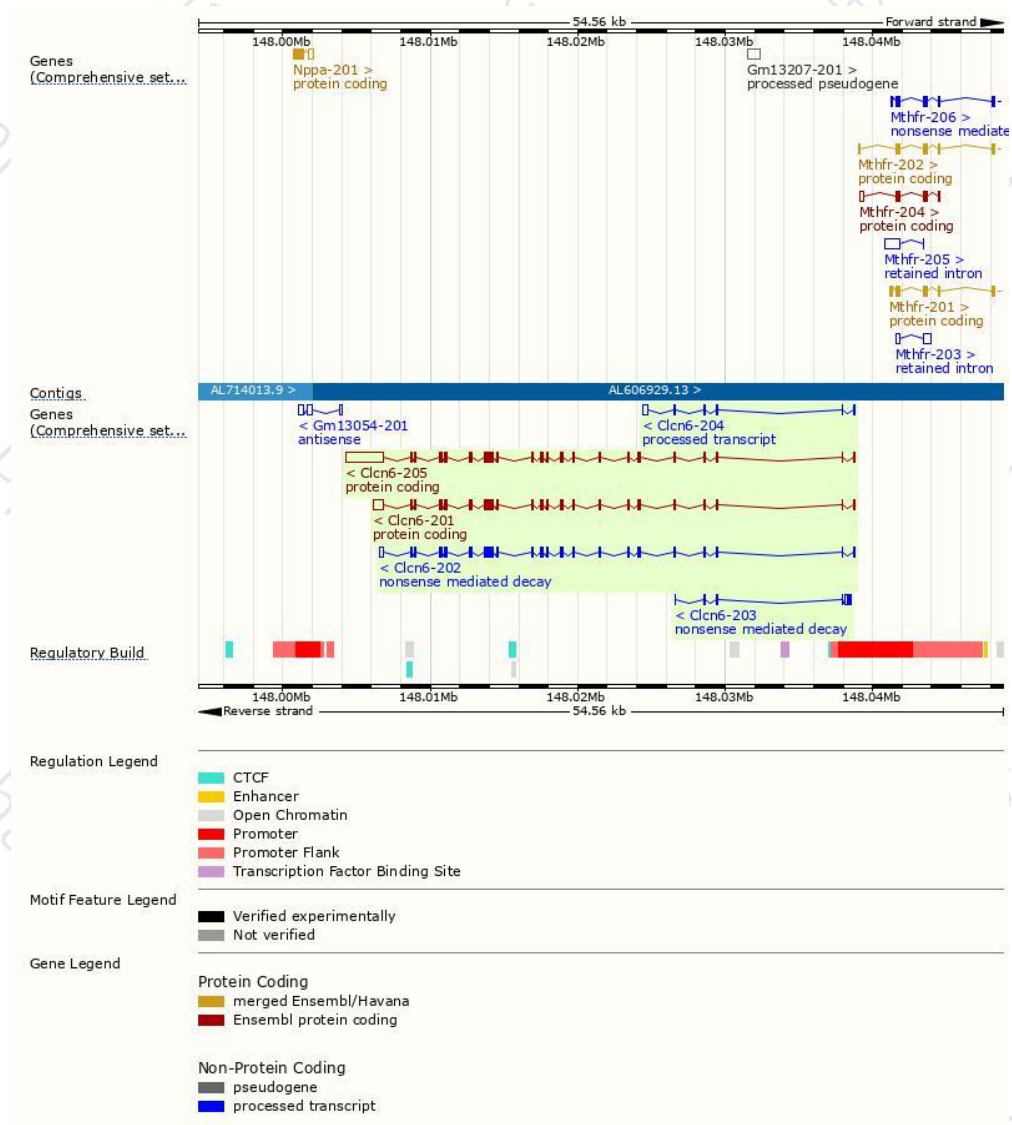 54.56 kb
Forward strand
148.00Mb 148.01Mb 148.02Mb 148.03Mb 148.04Mb
Genes
(Comprehensive set...
Nppa-201 >
protein coding
Gm13207-201 >
processed pseudogene
Mthfr-206 >
nonsense mediate
Mthfr-202 >
protein coding
Mthfr-204 >
protein coding
Mthfr-205 >
retained intron
Mthfr-201 >
protein coding
Mthfr-203 >
retained intron
Contigs
AL714013.9 >
AL606929.13 >
Genes
(Comprehensive set...
< Gm13054-201
antisense
< Clcn6-204
processed transcript
< Clcn6-205
protein coding
< Clcn6-201
protein coding
< Clcn6-202
nonsense mediated decay
< Clcn6-203
nonsense mediated decay
Regulatory Build
148.00Mb 148.01Mb 148.02Mb 148.03Mb 148.04Mb
Reverse strand
54.56 kb
Regulation Legend
CTCF
Enhancer
Open Chromatin
Promoter
Promoter Flank
Transcription Factor Binding Site
Motif Feature Legend
Verified experimentally
Not verified
Gene Legend
Protein Coding
merged Ensembl/Havana
Ensembl protein coding
Non-Protein Coding
pseudogene
processed transcript